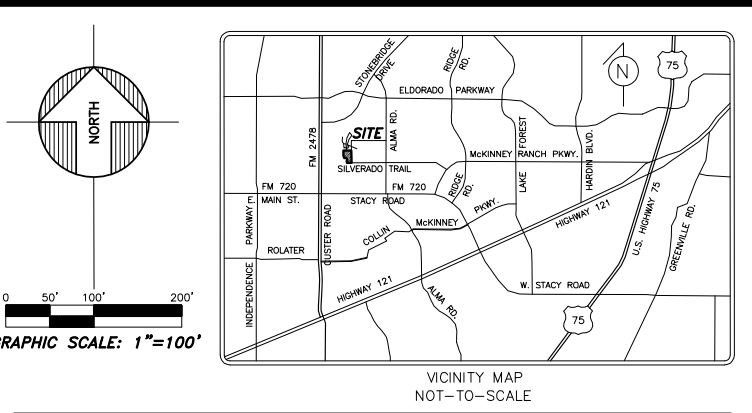 NORTH
0 50' 100' 200'
GRAPHIC SCALE: 1"=100'
STONEBRIDGE
DRIVE
RIDGE
RD.
75
N
ELDORADO PARKWAY
FM 2478
SITE
ALMA RD.
FOREST
LAKE
HARDIN BLVD.
McKINNEY RANCH PKWY.
SILVERADO TRAIL
FM 720
FM 720
RIDGE
RD.
E. MAIN ST.
STACY ROAD
PARKWAY
INDEPENDENCE
CUSTER ROAD
COLLIN
McKINNEY
PKWY.
HIGHWAY 121
U.S. HIGHWAY 75
GREENVILLE RD.
ROLATER
HIGHWAY 121
ALMA RD.
W. STACY ROAD
75
VICINITY MAP
NOT-TO-SCALE